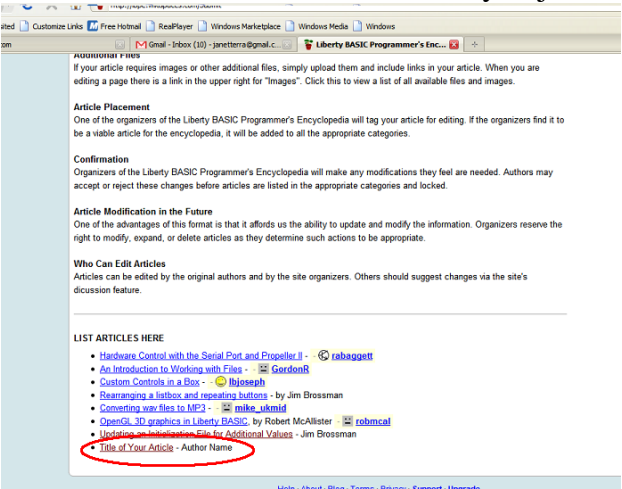 sited Customize Links Free Hotmail RealPlayer Windows Marketplace Windows Media Windows
com Gmail - Inbox (10) - janetterra@gmail.c... Liberty BASIC Programmer's Enc...
Additional Files
If your article requires images or other additional files, simply upload them and include links in your article. When you are
editing a page there is a link in the upper right for "Images". Click this to view a list of all available files and images.
Article Placement
One of the organizers of the Liberty BASIC Programmer's Encyclopedia will tag your article for editing. If the organizers find it to
be a viable article for the encyclopedia, it will be added to all the appropriate categories.
Confirmation
Organizers of the Liberty BASIC Programmer's Encyclopedia will make any modifications they feel are needed. Authors may
accept or reject these changes before articles are listed in the appropriate categories and locked.
Article Modification in the Future
One of the advantages of this format is that it affords us the ability to update and modify the information. Organizers reserve the
right to modify, expand, or delete articles as they determine such actions to be appropriate.
Who Can Edit Articles
Articles can be edited by the original authors and by the site organizers. Others should suggest changes via the site's
dicussion feature.
LIST ARTICLES HERE
Hardware Control with the Serial Port and Propeller II - - rabaggett
An Introduction to Working with Files - - GordonR
Custom Controls in a Box - - lbjoseph
Rearranging a listbox and repeating buttons - by Jim Brossman
Converting wav files to MP3 - - mike_ukmid
OpenGL 3D graphics in Liberty BASIC, by Robert McAllister - robmcal
Updating an Initialization File for Additional Values - Jim Brossman
Title of Your Article - Author Name
Help · About · Blog · Terms · Privacy · Support · Upgrade